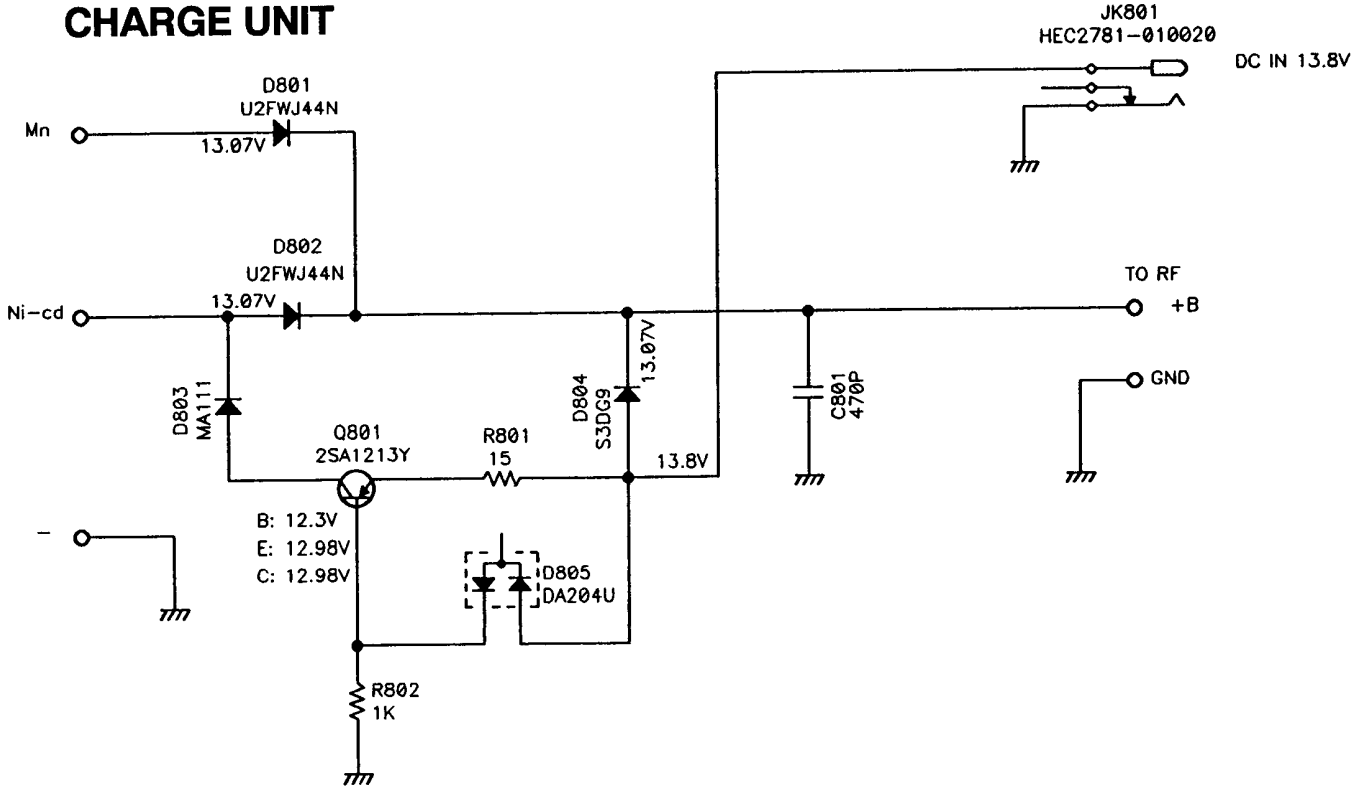 CHARGE UNIT
JK801
HEC2781-010020
DC IN 13.8V
D801
U2FWJ44N
Mn
13.07V
D802
U2FWJ44N
13.07V
Ni-cd
TO RF
+B
GND
D803
MA111
D804
S3DG9
13.07V
C801
470P
Q801
2SA1213Y
R801
15
13.8V
B: 12.3V
E: 12.98V
C: 12.98V
-
D805
DA204U
R802
1K